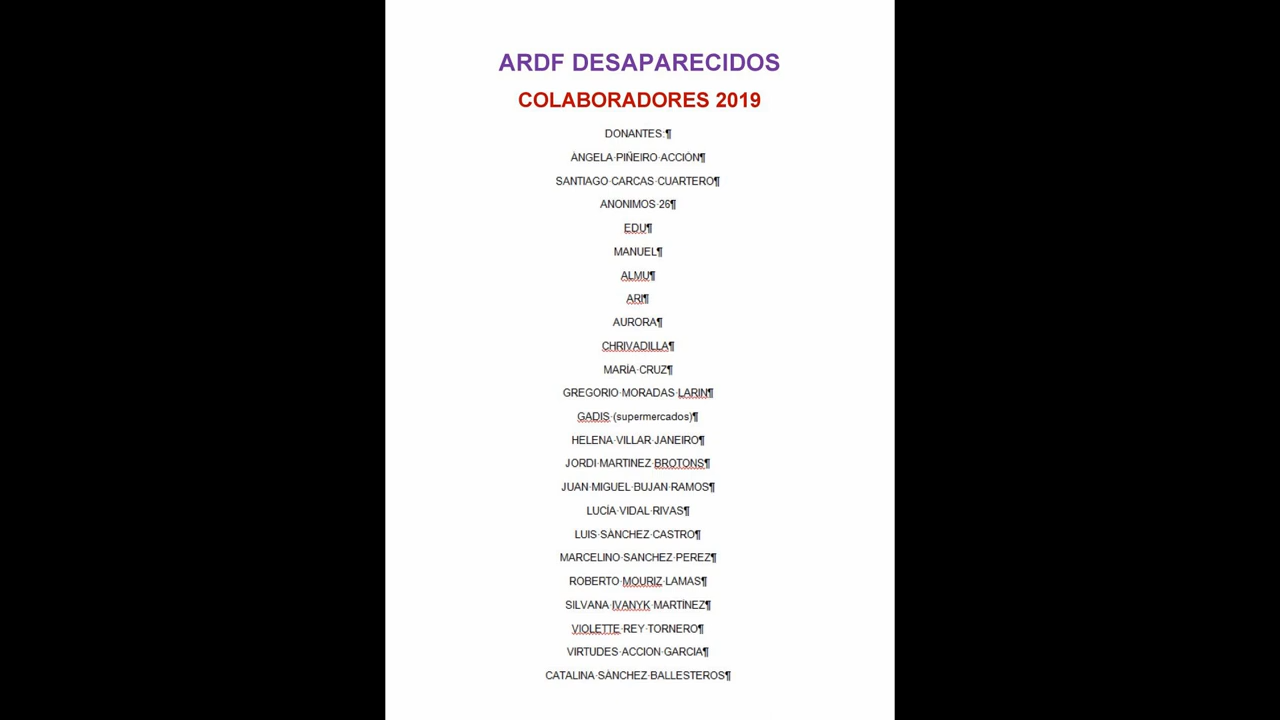 ARDF DESAPARECIDOS
COLABORADORES 2019
DONANTES:¶
ÁNGELA·PIÑEIRO·ACCIÓN¶
SANTIAGO·CARCAS·CUARTERO¶
ANONIMOS·26¶
EDU¶
MANUEL¶
ALMU¶
ARI¶
AURORA¶
CHRIVADILLA¶
MARÍA·CRUZ¶
GREGORIO·MORADAS·LARIN¶
GADIS·(supermercados)¶
HELENA·VILLAR·JANEIRO¶
JORDI·MARTINEZ·BROTONS¶
JUAN·MIGUEL·BUJAN·RAMOS¶
LUCÍA·VIDAL·RIVAS¶
LUIS·SÁNCHEZ·CASTRO¶
MARCELINO·SANCHEZ·PEREZ¶
ROBERTO·MOURIZ·LAMAS¶
SILVANA·IVANYK·MARTÍNEZ¶
VIOLETTE·REY·TORNERO¶
VIRTUDES·ACCION·GARCIA¶
CATALINA·SÁNCHEZ·BALLESTEROS¶